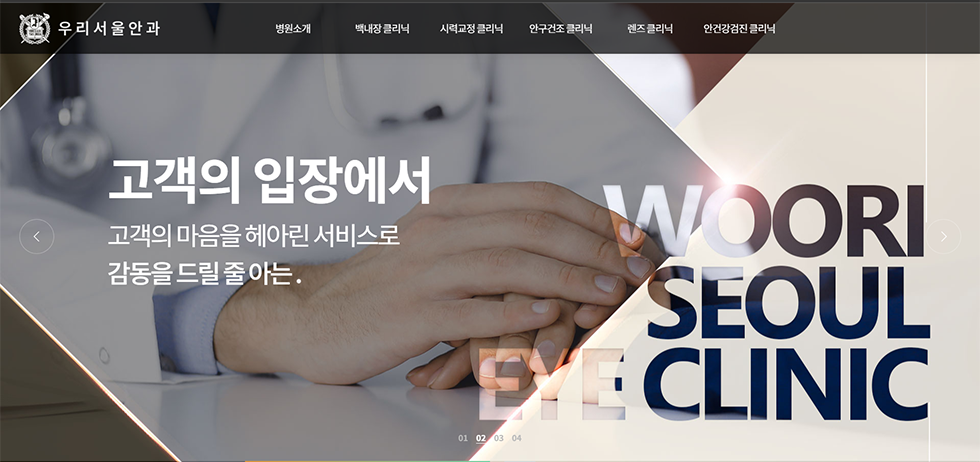 우리서울안과
병원소개 백내장 클리닉 시력교정 클리닉 안구건조 클리닉 렌즈 클리닉 안건강검진 클리닉
고객의 입장에서
고객의 마음을 헤아린 서비스로
감동을 드릴 줄 아는 .
WOORI
SEOUL
EYE CLINIC
01 02 03 04